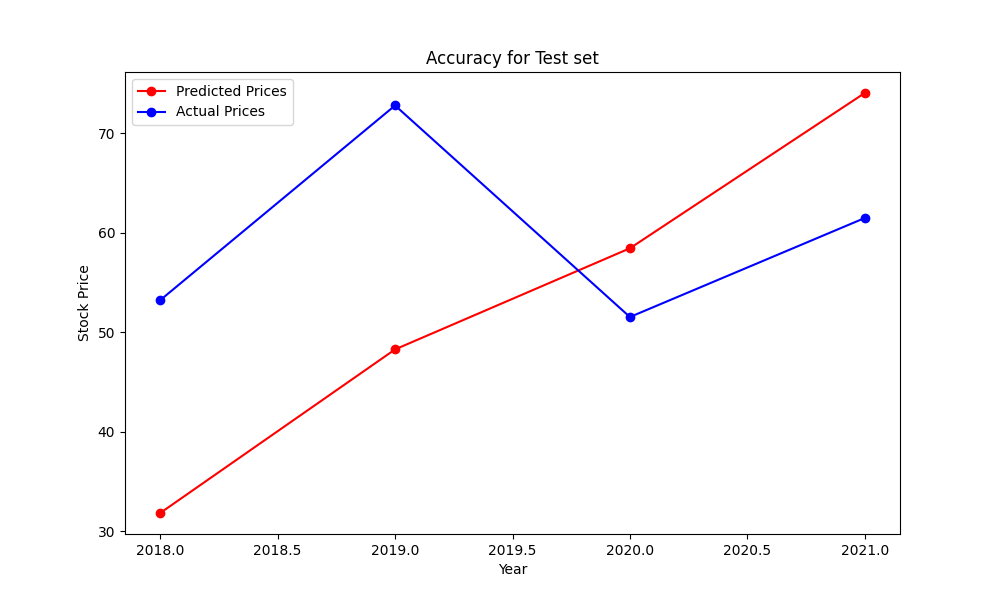 Accuracy for Test set
Predicted Prices
Actual Prices
70
60
50
40
30
Stock Price
2018.0 2018.5 2019.0 2019.5 2020.0 2020.5 2021.0
Year